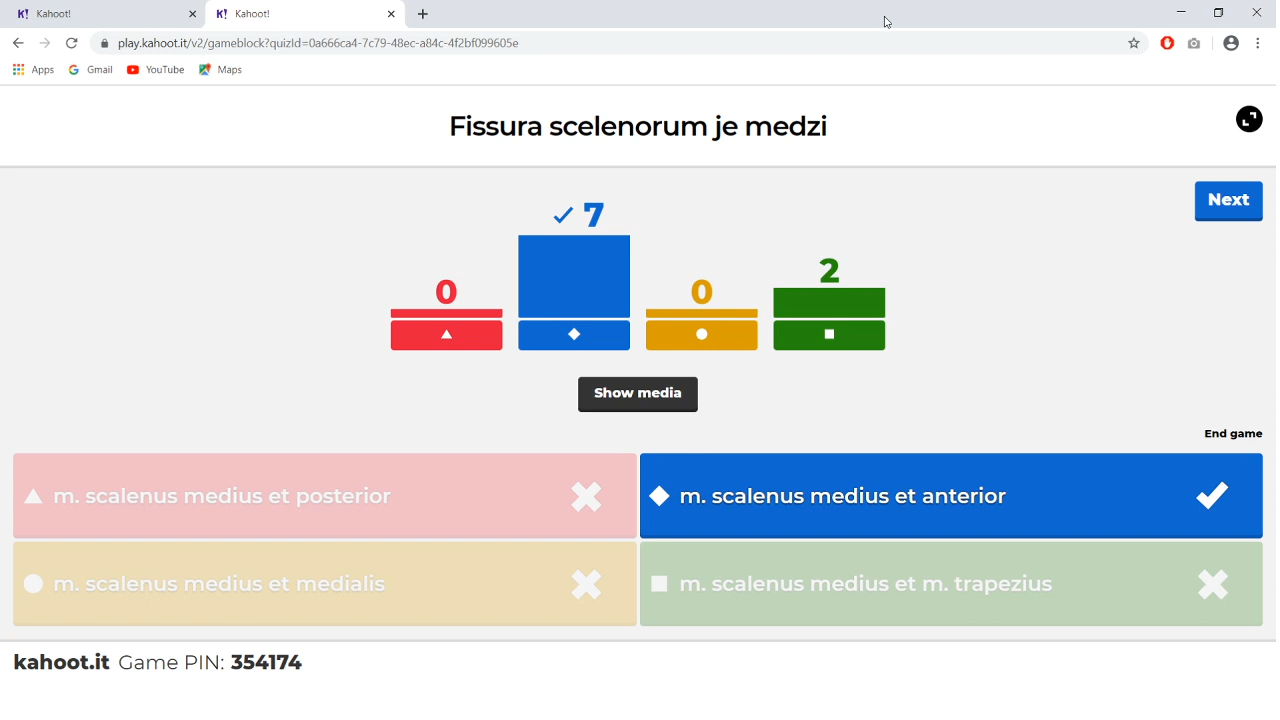 K! Kahoot!
K! Kahoot!
play.kahoot.it/v2/gameblock?quizId=0a666ca4-7c79-48ec-a84c-4f2bf099605e
Apps Gmail YouTube Maps
Fissura scelenorum je medzi
Next
0
7
0
2
Show media
End game
m. scalenus medius et posterior
m. scalenus medius et anterior
m. scalenus medius et medialis
m. scalenus medius et m. trapezius
kahoot.it Game PIN: 354174